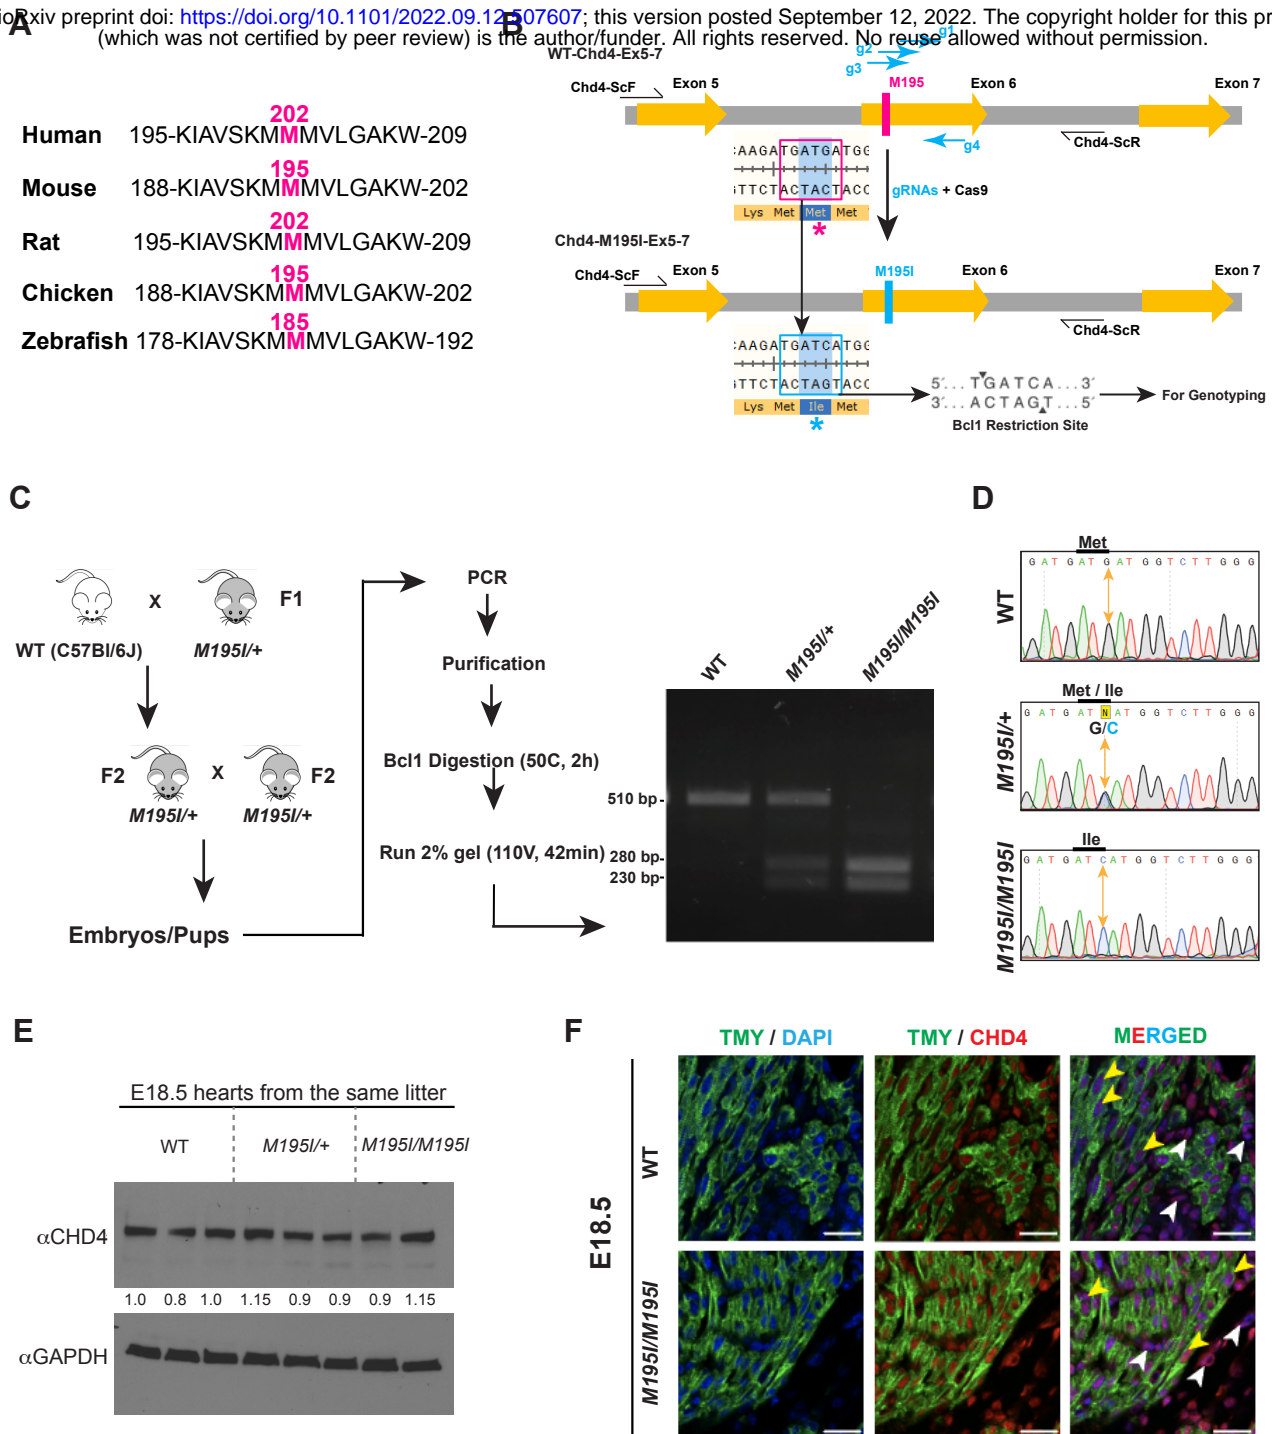 bioRxiv preprint doi: https://doi.org/10.1101/2022.09.12.507607; this version posted September 12, 2022. The copyright holder for this pr
(which was not certified by peer review) is the author/funder. All rights reserved. No reuse allowed without permission.
A
Human 195-KIAVSKMMMVLGAKW-209
202
Mouse 188-KIAVSKMMMVLGAKW-202
195
Rat 195-KIAVSKMMMVLGAKW-209
202
Chicken 188-KIAVSKMMMVLGAKW-202
195
Zebrafish 178-KIAVSKMMMVLGAKW-192
185
B
WT-Chd4-Ex5-7
g1
g2
g3
Chd4-ScF
Exon 5
M195
Exon 6
Exon 7
g4
Chd4-ScR
CAAGATGATGATGG
GTTCTACTACTACC
Lys Met Met Met
*
gRNAs + Cas9
Chd4-M195I-Ex5-7
Chd4-ScF
Exon 5
M195I
Exon 6
Exon 7
Chd4-ScR
CAAGATGATCATGG
GTTCTACTAGTACC
Lys Met Ile Met
*
5´... TGATCA...3´
3´... ACTAGT...5´
Bcl1 Restriction Site
For Genotyping
C
X
F1
WT (C57Bl/6J)
M195I/+
F2
X
F2
M195I/+
M195I/+
Embryos/Pups
PCR
Purification
Bcl1 Digestion (50C, 2h)
Run 2% gel (110V, 42min)
WT
M195I/+
M195I/M195I
510 bp-
280 bp-
230 bp-
D
WT
Met
G A T G A T G A T G G T C T T G G G
M195I/+
Met / Ile
G A T G A T N A T G G T C T T G G G
G/C
M195I/M195I
Ile
G A T G A T C A T G G T C T T G G G
E
E18.5 hearts from the same litter
WT
M195I/+
M195I/M195I
αCHD4
1.0 0.8 1.0 1.15 0.9 0.9 0.9 1.15
αGAPDH
F
TMY / DAPI
TMY / CHD4
MERGED
E18.5
WT
M195I/M195I